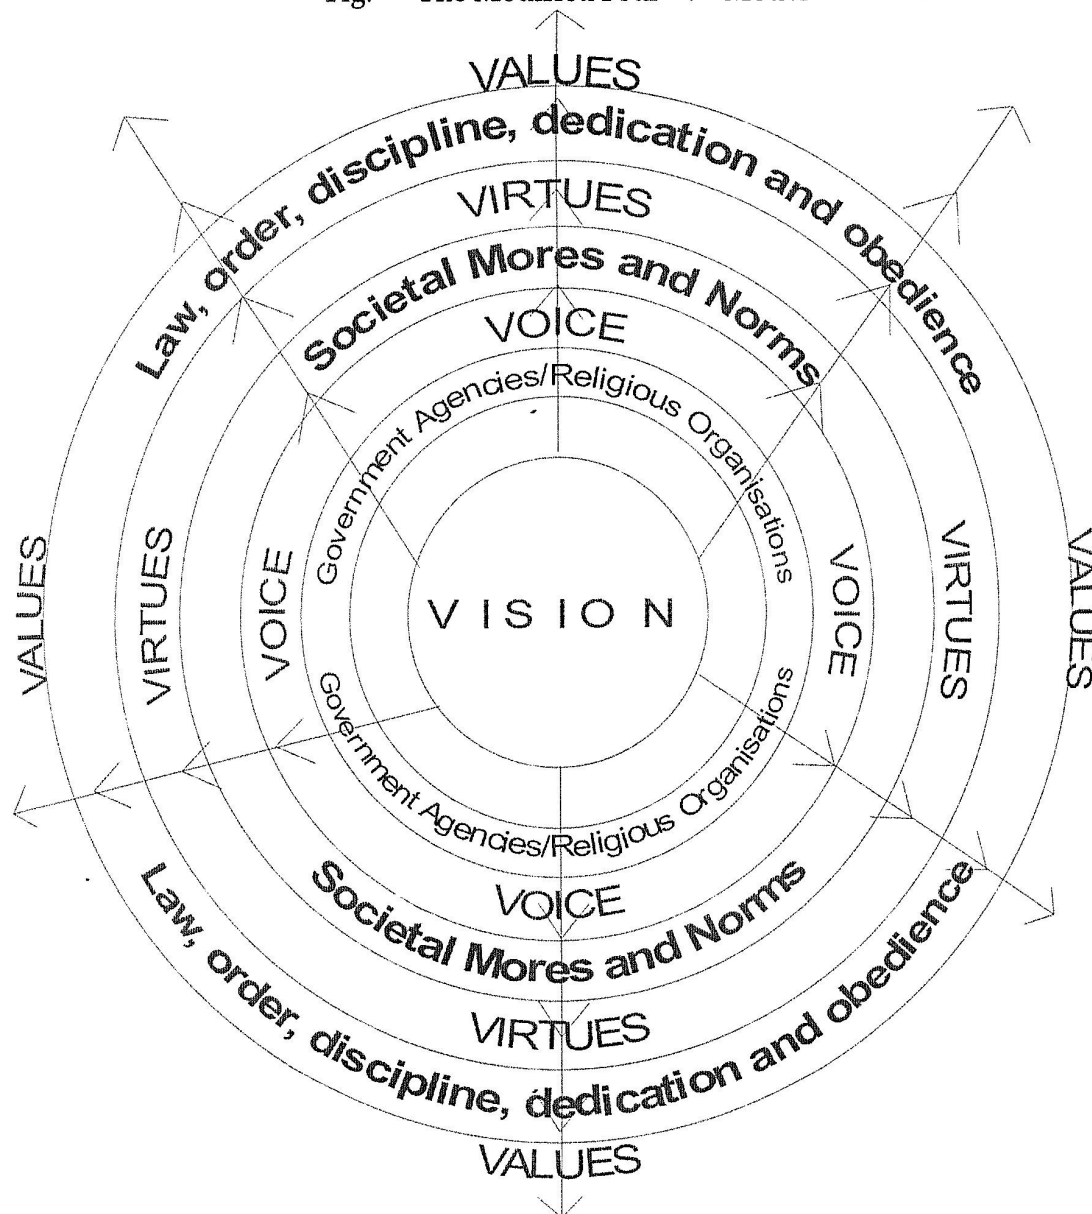 VALUES
Law, order, discipline, dedication and obedience
VIRTUES
Societal Mores and Norms
VOICE
Government Agencies/Religious Organisations
VALUES
VIRTUES
VOICE
VISION
VOICE
VIRTUES
VALUES
Government Agencies/Religious Organisations
VOICE
Societal Mores and Norms
VIRTUES
Law, order, discipline, dedication and obedience
VALUES